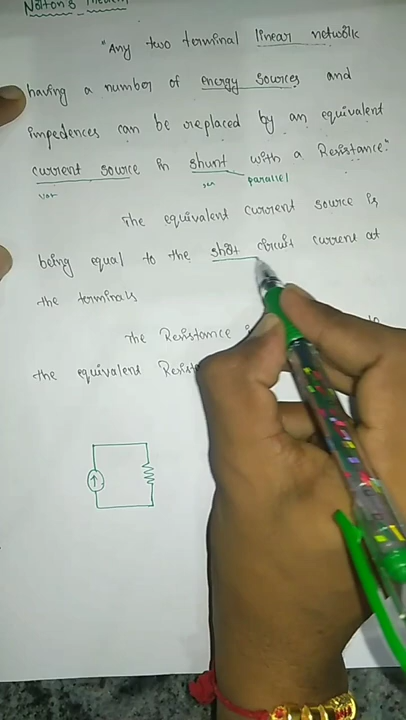 Norton's Theorem
"Any two terminal linear network
having a number of energy sources and
impedences can be replaced by an equivalent
current source in shunt with a Resistance."
parallel
The equivalent current source is
being equal to the short circuit current at
the terminals
The Resistance
the equivalent